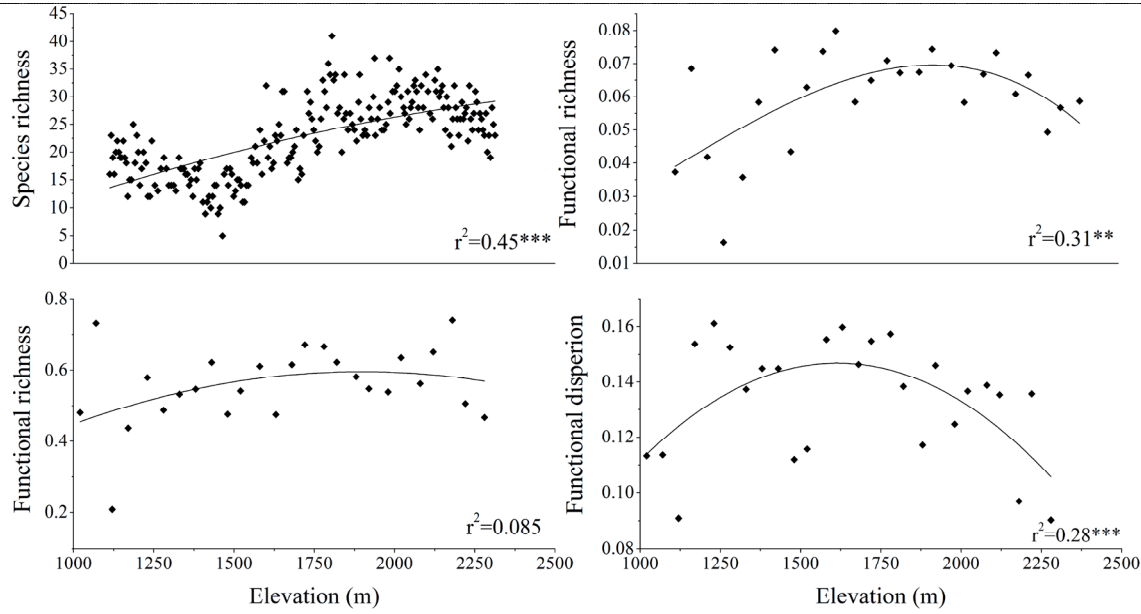 Species richness
45
40
35
30
25
20
15
10
5
0
r²=0.45***
Functional richness
0.08
0.07
0.06
0.05
0.04
0.03
0.02
0.01
r²=0.31**
Functional richness
0.8
0.6
0.4
0.2
r²=0.085
1000 1250 1500 1750 2000 2250 2500
Elevation (m)
Functional disperion
0.16
0.14
0.12
0.10
0.08
r²=0.28***
1000 1250 1500 1750 2000 2250 2500
Elevation (m)